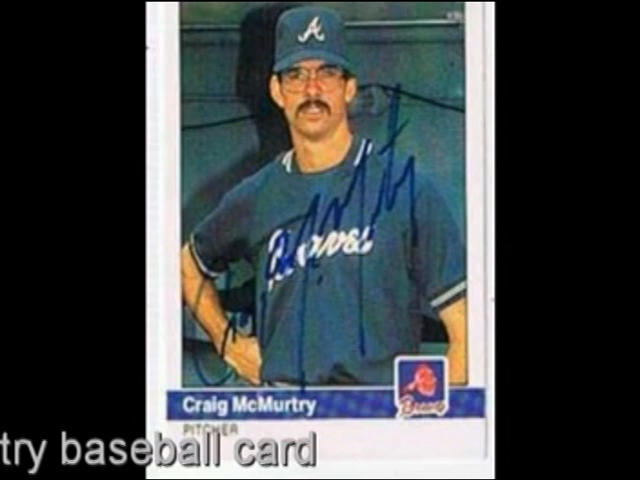 A
Braves
Craig McMurtry
Braves
PITCHER
try baseball card